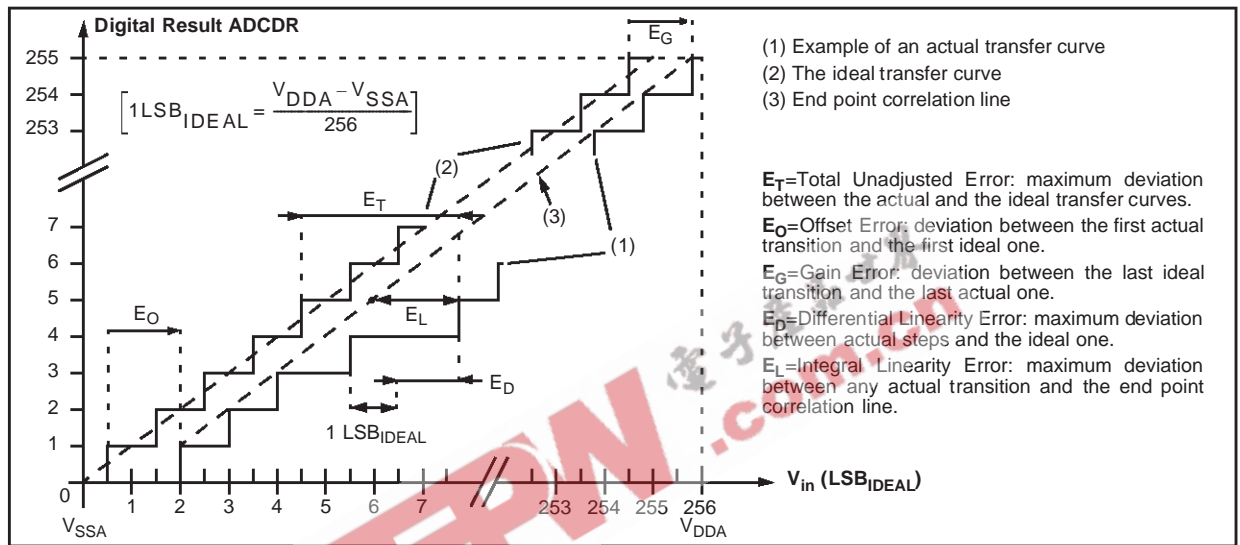 Digital Result ADCDR
E_G
255
254
253
[1LSB_IDEAL = (V_DDA – V_SSA) / 256]
(2)
(3)
(1)
E_T
7
6
5
4
3
2
1
0
E_O
E_L
E_D
1 LSB_IDEAL
1 2 3 4 5 6 7 253 254 255 256
V_in (LSB_IDEAL)
V_SSA
V_DDA
(1) Example of an actual transfer curve
(2) The ideal transfer curve
(3) End point correlation line
E_T=Total Unadjusted Error: maximum deviation
between the actual and the ideal transfer curves.
E_O=Offset Error: deviation between the first actual
transition and the first ideal one.
E_G=Gain Error: deviation between the last ideal
transition and the last actual one.
E_D=Differential Linearity Error: maximum deviation
between actual steps and the ideal one.
E_L=Integral Linearity Error: maximum deviation
between any actual transition and the end point
correlation line.
電子產品世界
EEPW
.com.cn